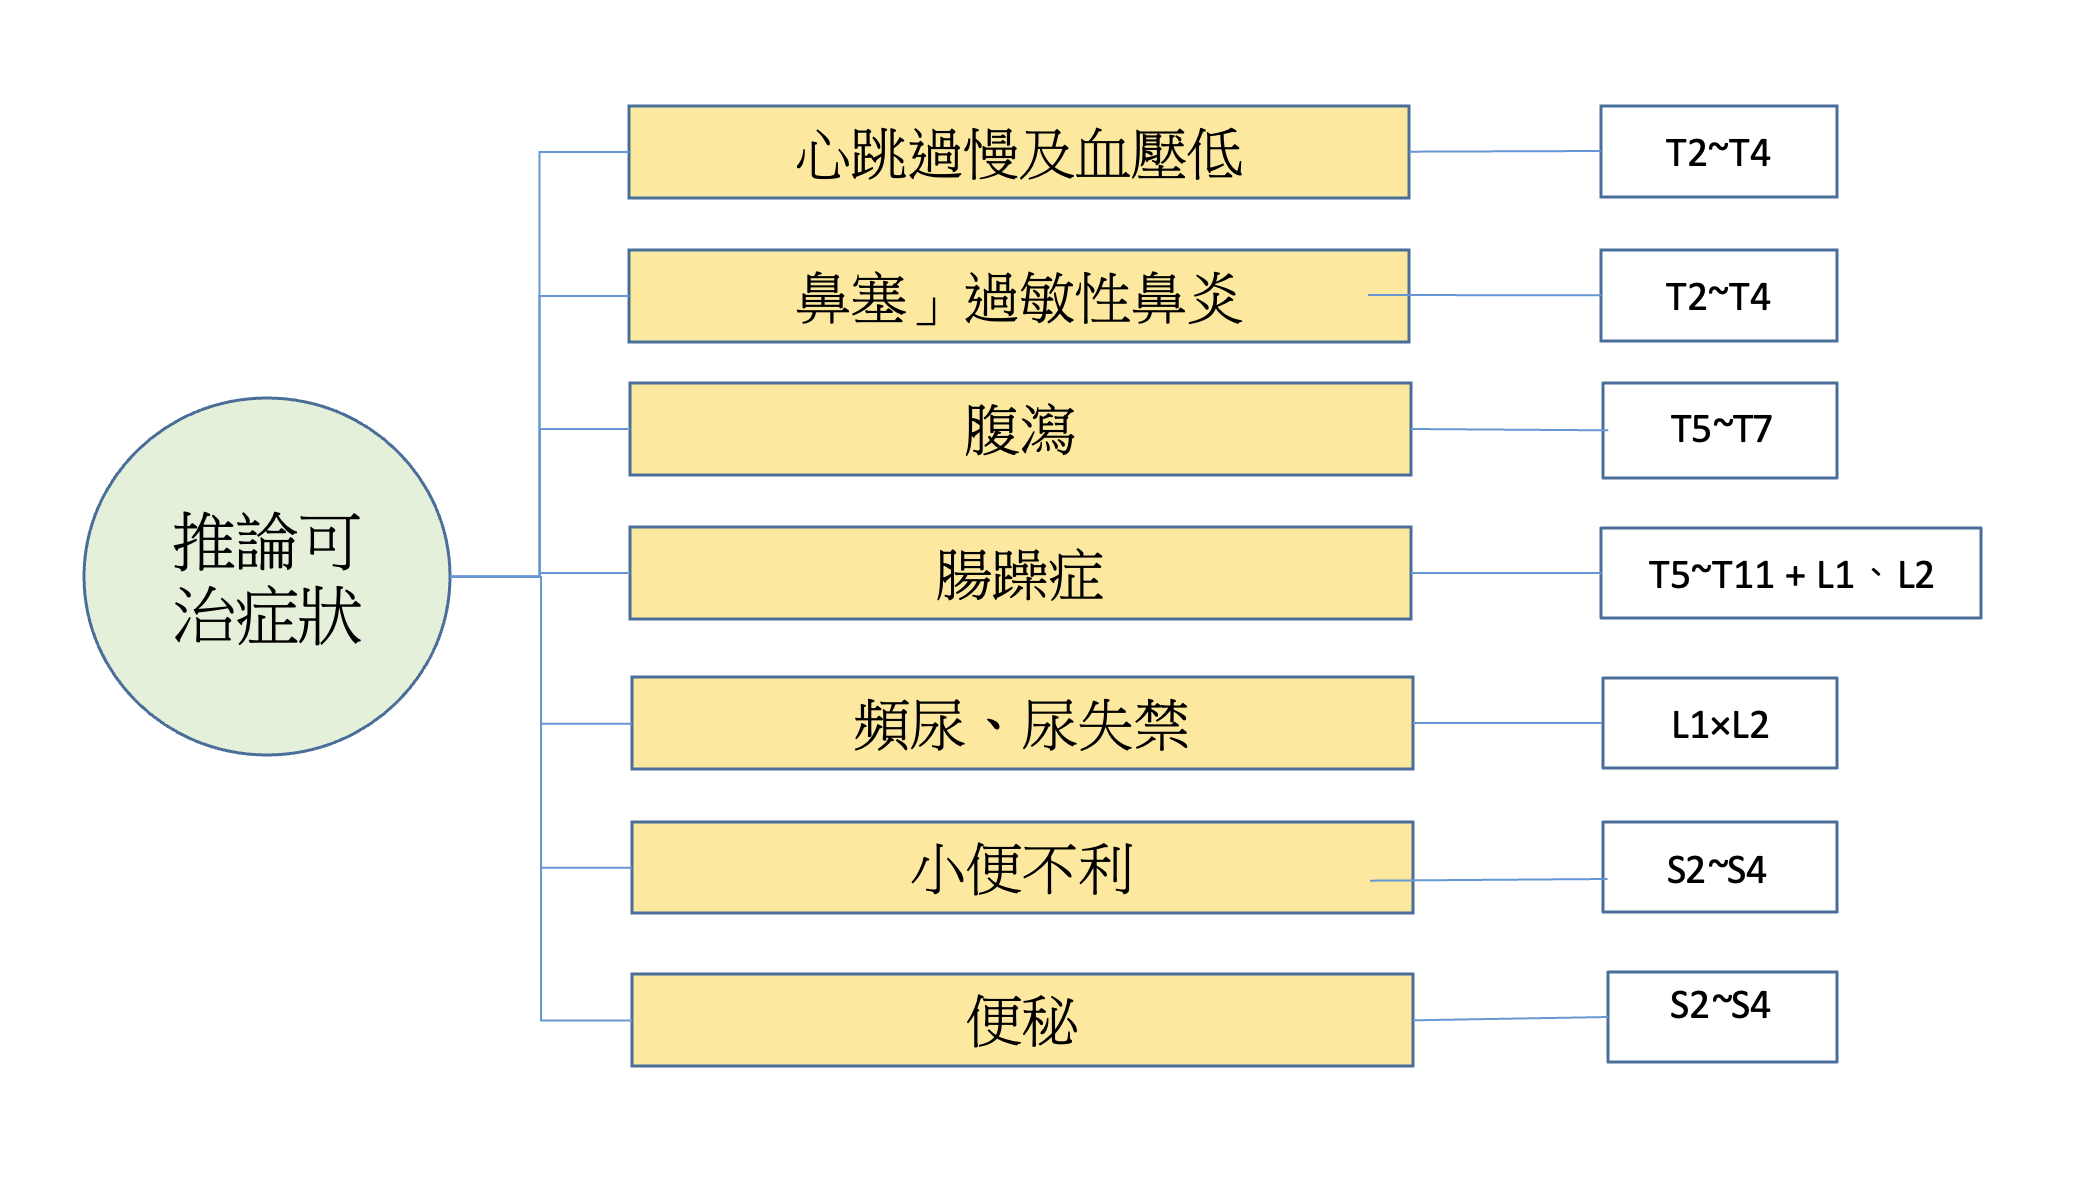 心跳過慢及血壓低
T2~T4
鼻塞」過敏性鼻炎
T2~T4
腹瀉
T5~T7
推論可
治症狀
腸躁症
T5~T11 + L1、L2
頻尿、尿失禁
L1×L2
小便不利
S2~S4
便秘
S2~S4